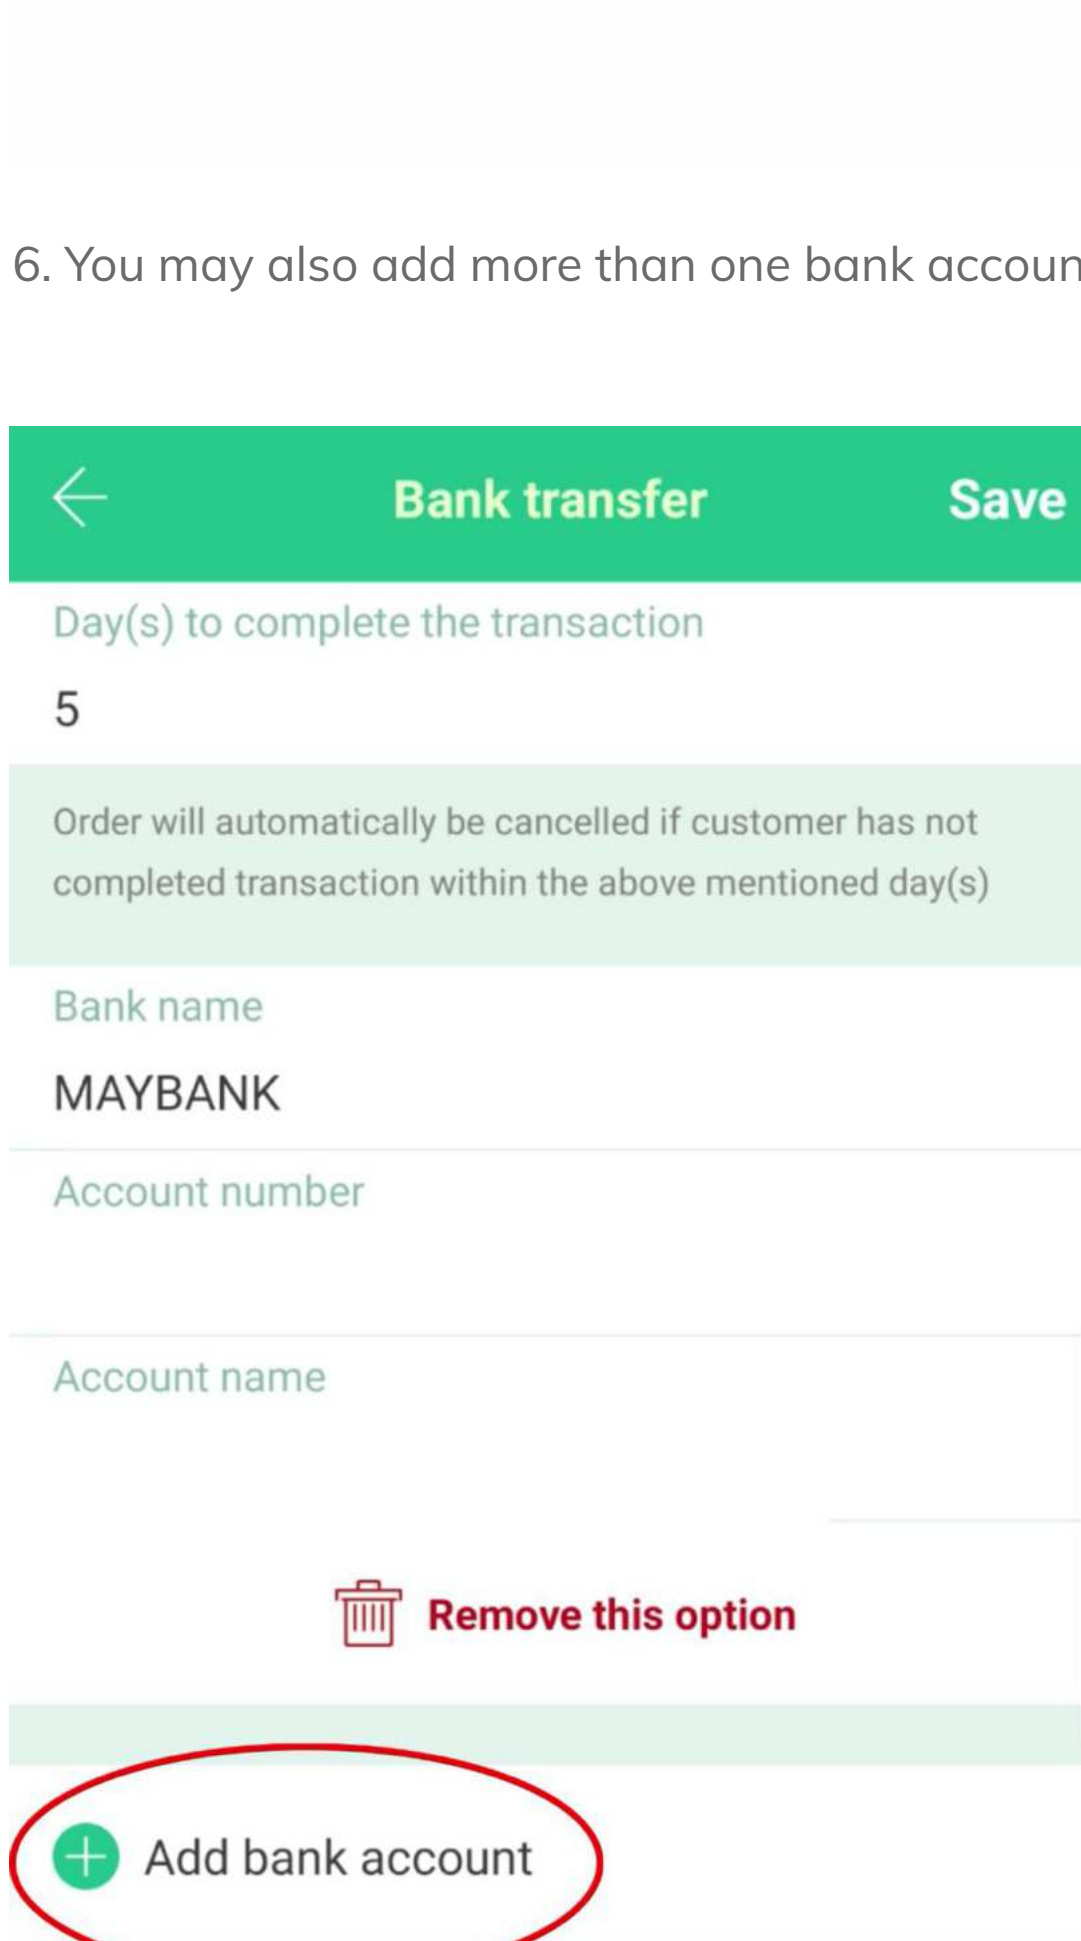 6. You may also add more than one bank accoun
Bank transfer
Save
Day(s) to complete the transaction
5
Order will automatically be cancelled if customer has not
completed transaction within the above mentioned day(s)
Bank name
MAYBANK
Account number
Account name
Remove this option
Add bank account